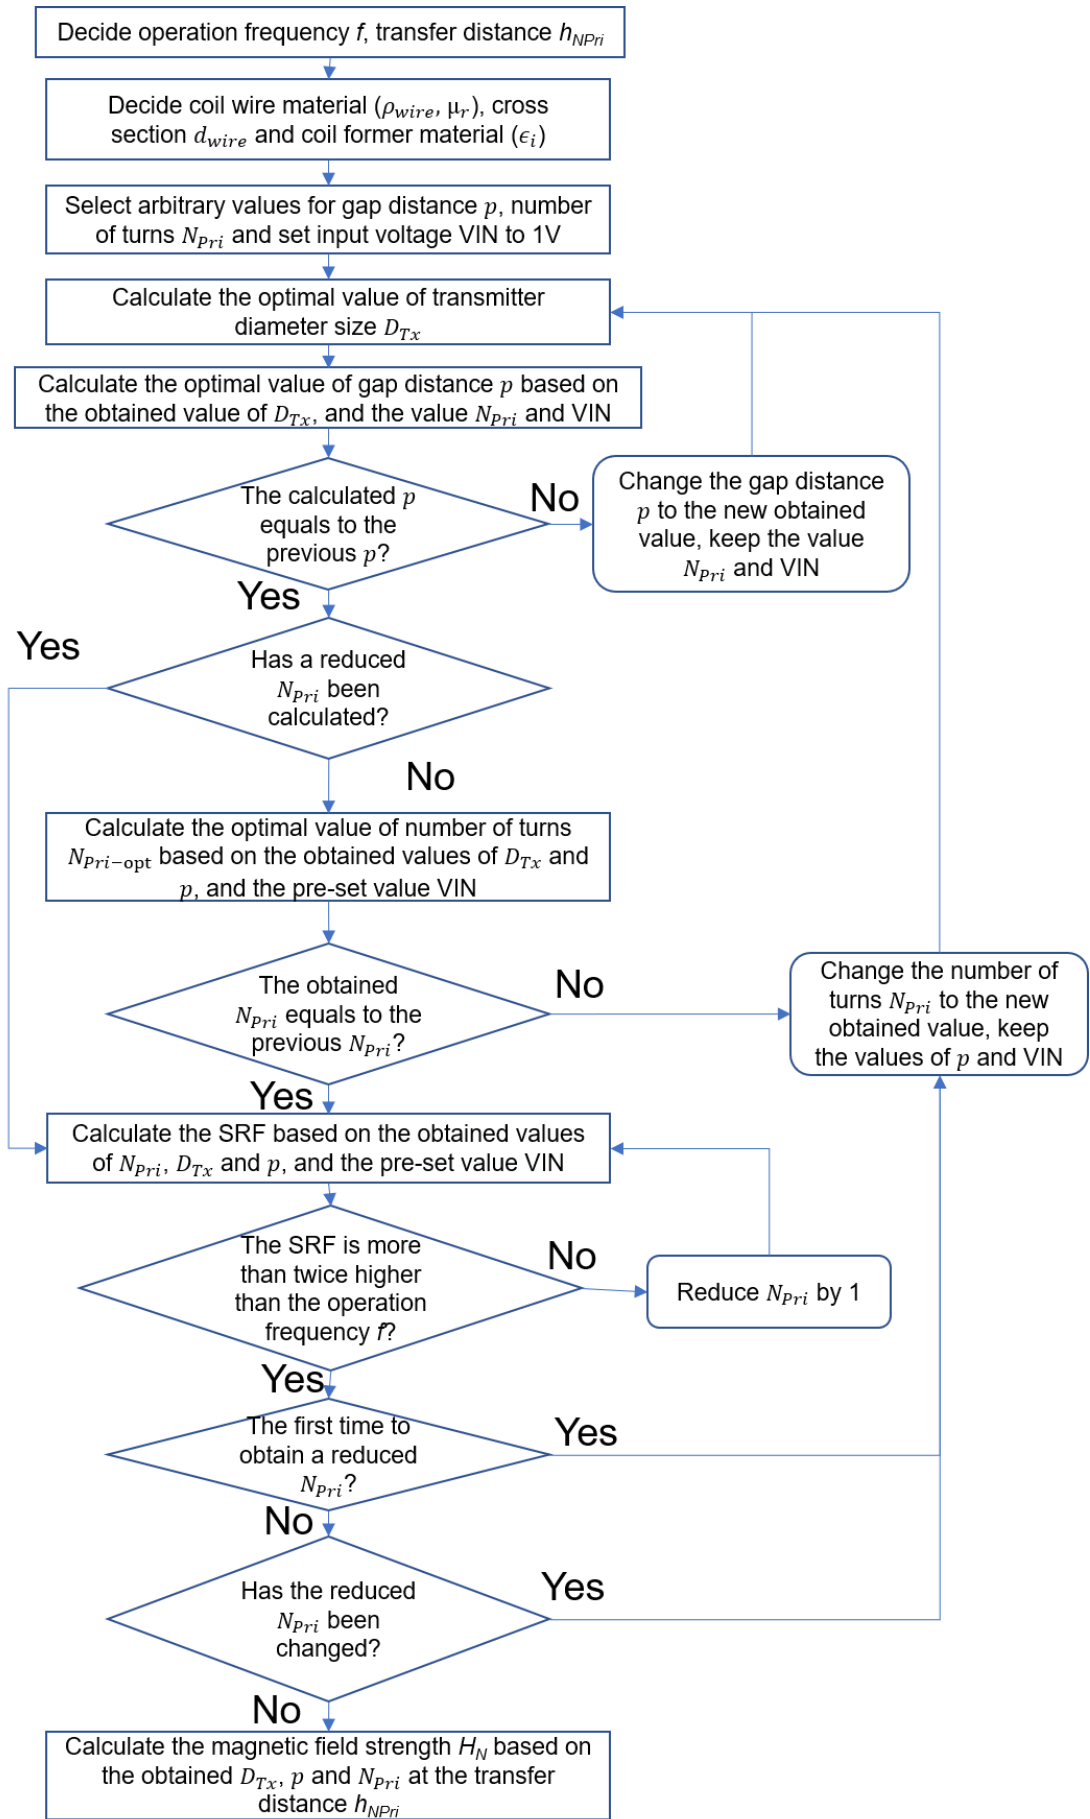 Decide operation frequency f, transfer distance h_NPri
Decide coil wire material (ρ_wire, μ_r), cross
section d_wire and coil former material (ϵ_i)
Select arbitrary values for gap distance p, number
of turns N_Pri and set input voltage VIN to 1V
Calculate the optimal value of transmitter
diameter size D_Tx
Calculate the optimal value of gap distance p based on
the obtained value of D_Tx, and the value N_Pri and VIN
The calculated p
equals to the
previous p?
No
Change the gap distance
p to the new obtained
value, keep the value
N_Pri and VIN
Yes
Yes
Has a reduced
N_Pri been
calculated?
No
Calculate the optimal value of number of turns
N_Pri−opt based on the obtained values of D_Tx and
p, and the pre-set value VIN
The obtained
N_Pri equals to the
previous N_Pri?
No
Change the number of
turns N_Pri to the new
obtained value, keep
the values of p and VIN
Yes
Calculate the SRF based on the obtained values
of N_Pri, D_Tx and p, and the pre-set value VIN
The SRF is more
than twice higher
than the operation
frequency f?
No
Reduce N_Pri by 1
Yes
The first time to
obtain a reduced
N_Pri?
Yes
No
Has the reduced
N_Pri been
changed?
Yes
No
Calculate the magnetic field strength H_N based on
the obtained D_Tx, p and N_Pri at the transfer
distance h_NPri